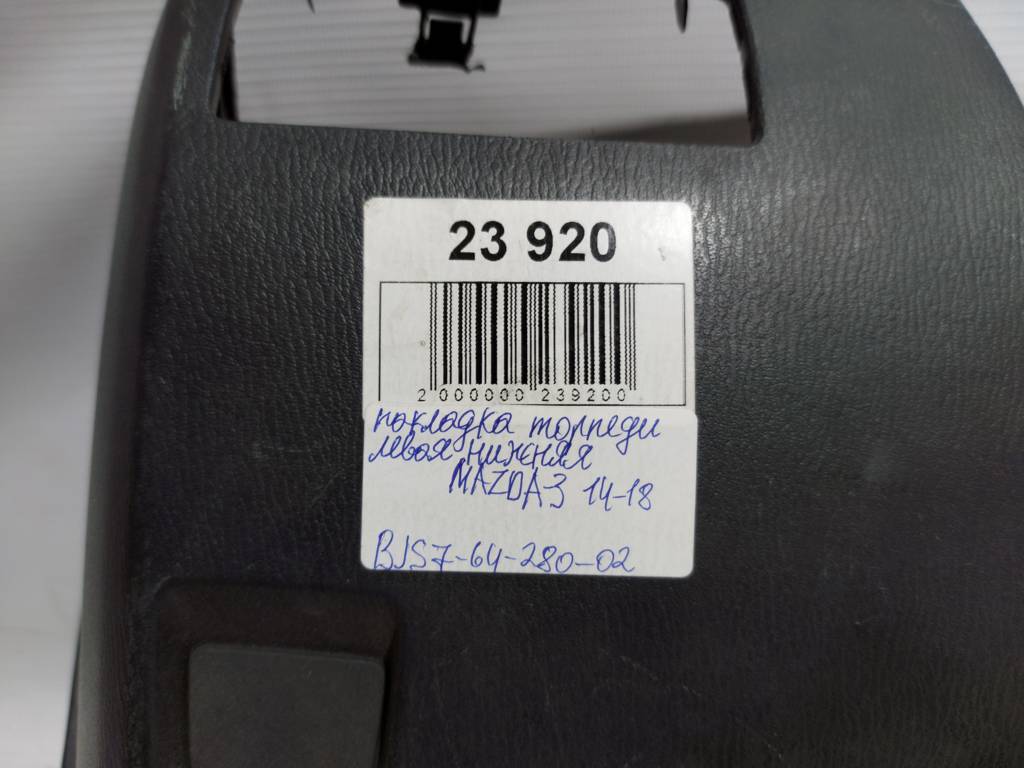 23 920
2 000000 239200
накладка торпеди
левая нижняя
MAZDA3 14-18
BJS7-64-280-02